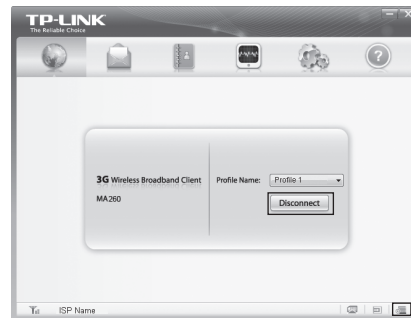 TP-LINK
The Reliable Choice
3G Wireless Broadband Client
MA260
Profile Name:
Profile 1
Disconnect
ISP Name